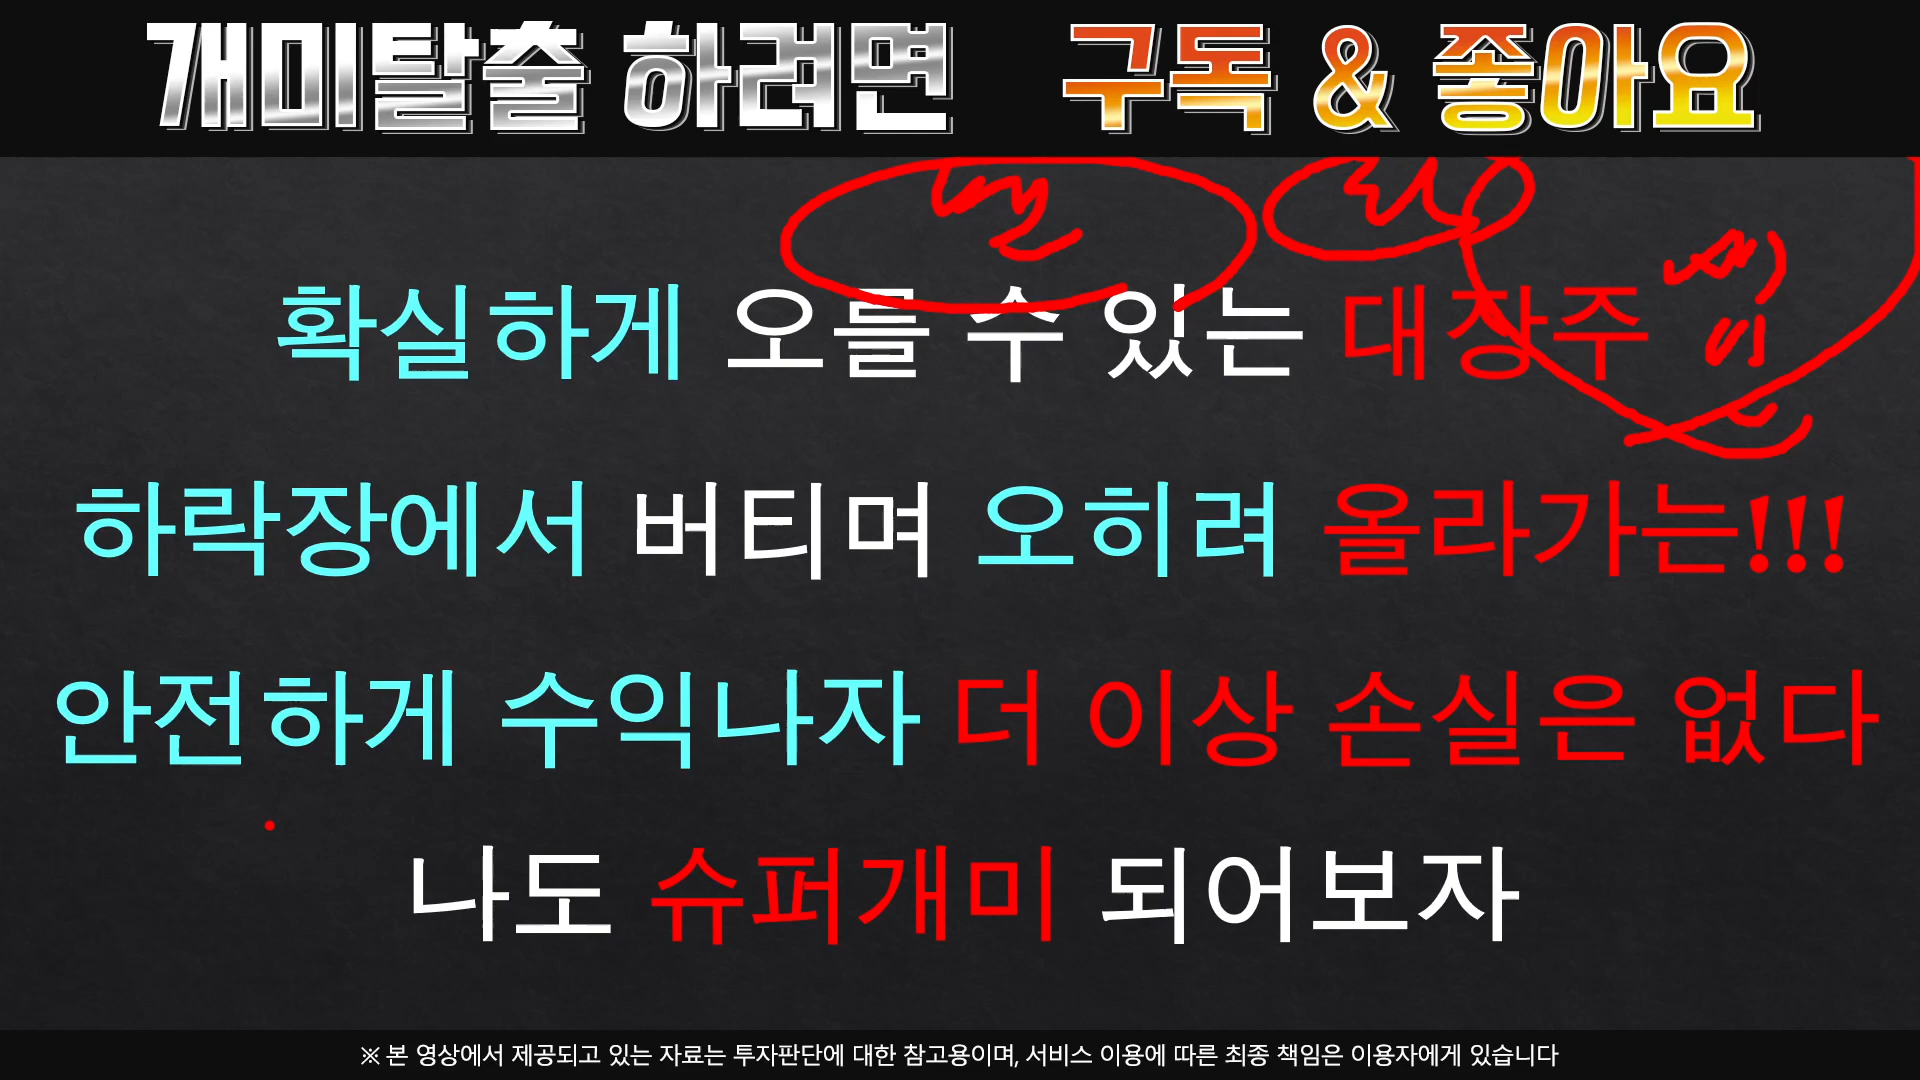 개미탈출 하려면 구독 & 좋아요
확실하게 오를 수 있는 대장주
하락장에서 버티며 오히려 올라가는!!!
안전하게 수익나자 더 이상 손실은 없다
나도 슈퍼개미 되어보자
※ 본 영상에서 제공되고 있는 자료는 투자판단에 대한 참고용이며, 서비스 이용에 따른 최종 책임은 이용자에게 있습니다